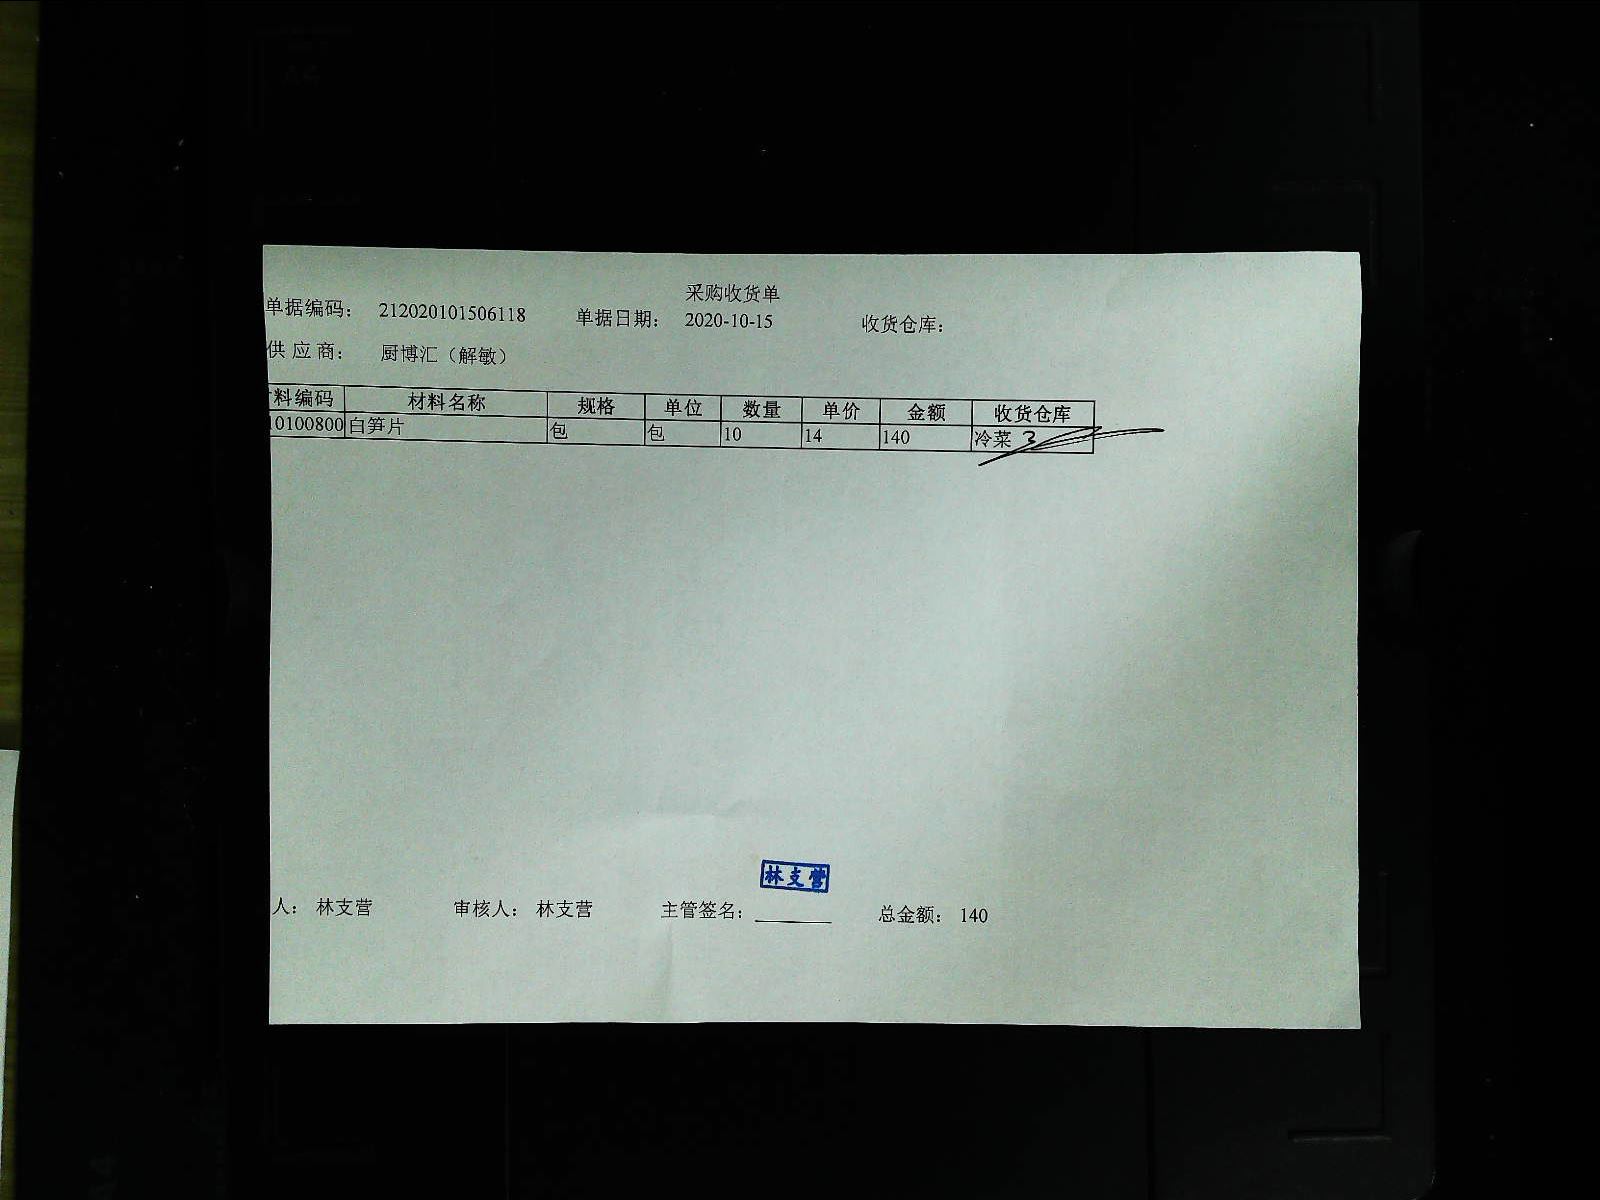 采购收货单
单据编码： 212020101506118 单据日期： 2020-10-15 收货仓库：
供 应 商： 厨博汇（解敏）
料编码 材料名称 规格 单位 数量 单价 金额 收货仓库
10100800 白笋片 包 包 10 14 140 冷菜
林支营
人： 林支营 审核人： 林支营 主管签名： 总金额： 140